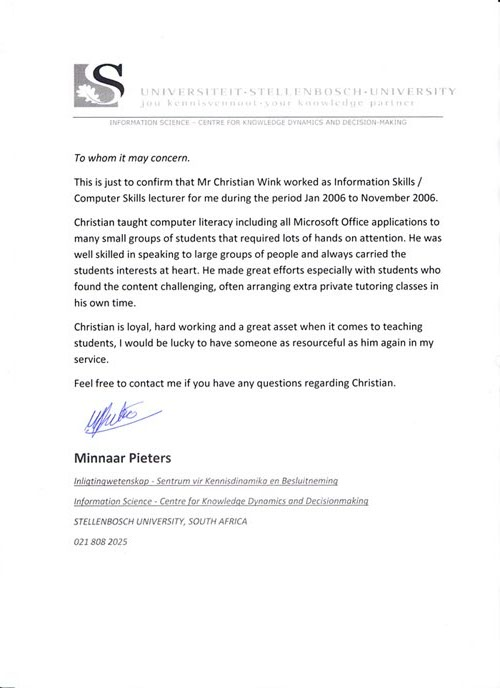 S
UNIVERSITEIT·STELLENBOSCH·UNIVERSITY
jou kennisvennoot·your knowledge partner
INFORMATION SCIENCE – CENTRE FOR KNOWLEDGE DYNAMICS AND DECISION-MAKING
To whom it may concern.
This is just to confirm that Mr Christian Wink worked as Information Skills /
Computer Skills lecturer for me during the period Jan 2006 to November 2006.
Christian taught computer literacy including all Microsoft Office applications to
many small groups of students that required lots of hands on attention. He was
well skilled in speaking to large groups of people and always carried the
students interests at heart. He made great efforts especially with students who
found the content challenging, often arranging extra private tutoring classes in
his own time.
Christian is loyal, hard working and a great asset when it comes to teaching
students, I would be lucky to have someone as resourceful as him again in my
service.
Feel free to contact me if you have any questions regarding Christian.
Minnaar Pieters
Inligtingwetenskap - Sentrum vir Kennisdinamika en Besluitneming
Information Science - Centre for Knowledge Dynamics and Decisionmaking
STELLENBOSCH UNIVERSITY, SOUTH AFRICA
021 808 2025